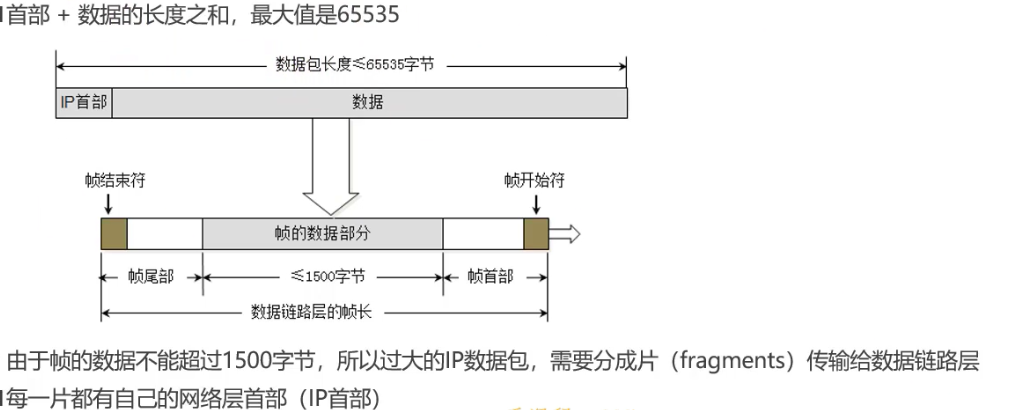 首部 + 数据的长度之和，最大值是65535
数据包长度≤65535字节
IP首部 数据
帧结束符 帧开始符
帧的数据部分
帧尾部 ≤1500字节 帧首部
数据链路层的帧长
由于帧的数据不能超过1500字节，所以过大的IP数据包，需要分成片（fragments）传输给数据链路层
每一片都有自己的网络层首部（IP首部）